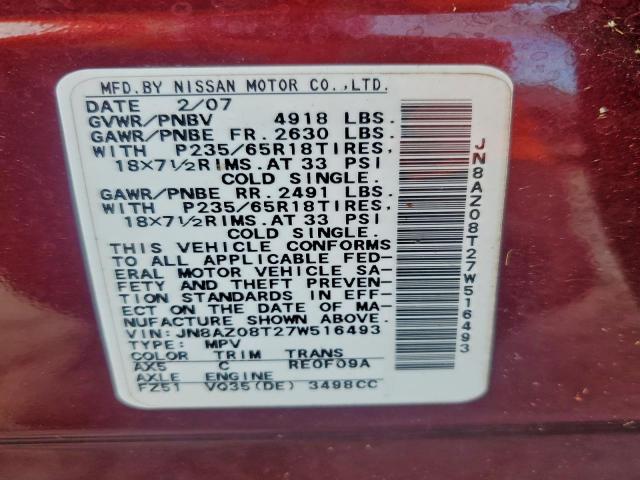 MFD.BY NISSAN MOTOR CO.,LTD.
DATE 2/07
GVWR/PNBV 4918 LBS.
GAWR/PNBE FR. 2630 LBS.
WITH P235/65R18TIRES,
18X7½RIMS.AT 33 PSI
COLD SINGLE.
GAWR/PNBE RR. 2491 LBS.
WITH P235/65R18TIRES,
18X7½RIMS.AT 33 PSI
COLD SINGLE.
THIS VEHICLE CONFORMS
TO ALL APPLICABLE FED-
ERAL MOTOR VEHICLE SA-
FETY AND THEFT PREVEN-
TION STANDARDS IN EFF-
ECT ON THE DATE OF MA-
NUFACTURE SHOWN ABOVE.
VIN: JN8AZ08T27W516493
TYPE: MPV
COLOR TRIM TRANS
AX5 C RE0F09A
AXLE ENGINE
FZ51 VQ35(DE) 3498CC
JN8AZ08T27W516493